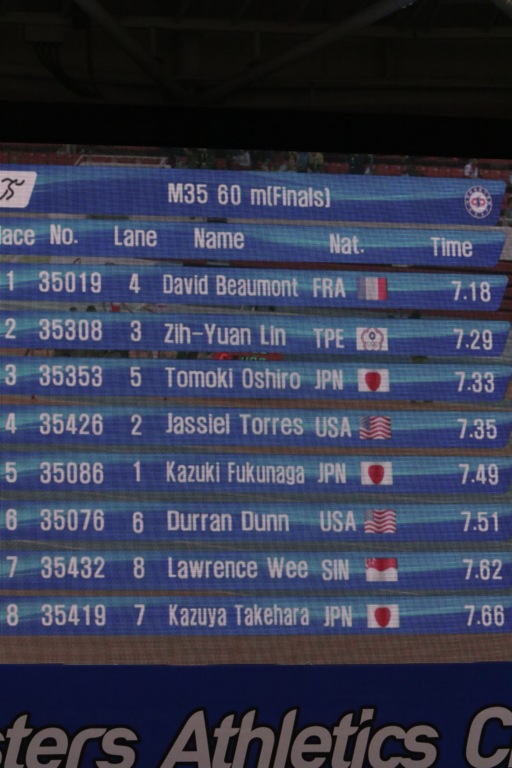 M35 60 m(Finals)
lace No. Lane Name Nat. Time
1 35019 4 David Beaumont FRA 7.18
2 35308 3 Zih-Yuan Lin TPE 7.29
3 35353 5 Tomoki Oshiro JPN 7.33
4 35426 2 Jassiel Torres USA 7.35
5 35086 1 Kazuki Fukunaga JPN 7.49
6 35076 6 Durran Dunn USA 7.51
7 35432 8 Lawrence Wee SIN 7.62
8 35419 7 Kazuya Takehara JPN 7.66
sters Athletics C